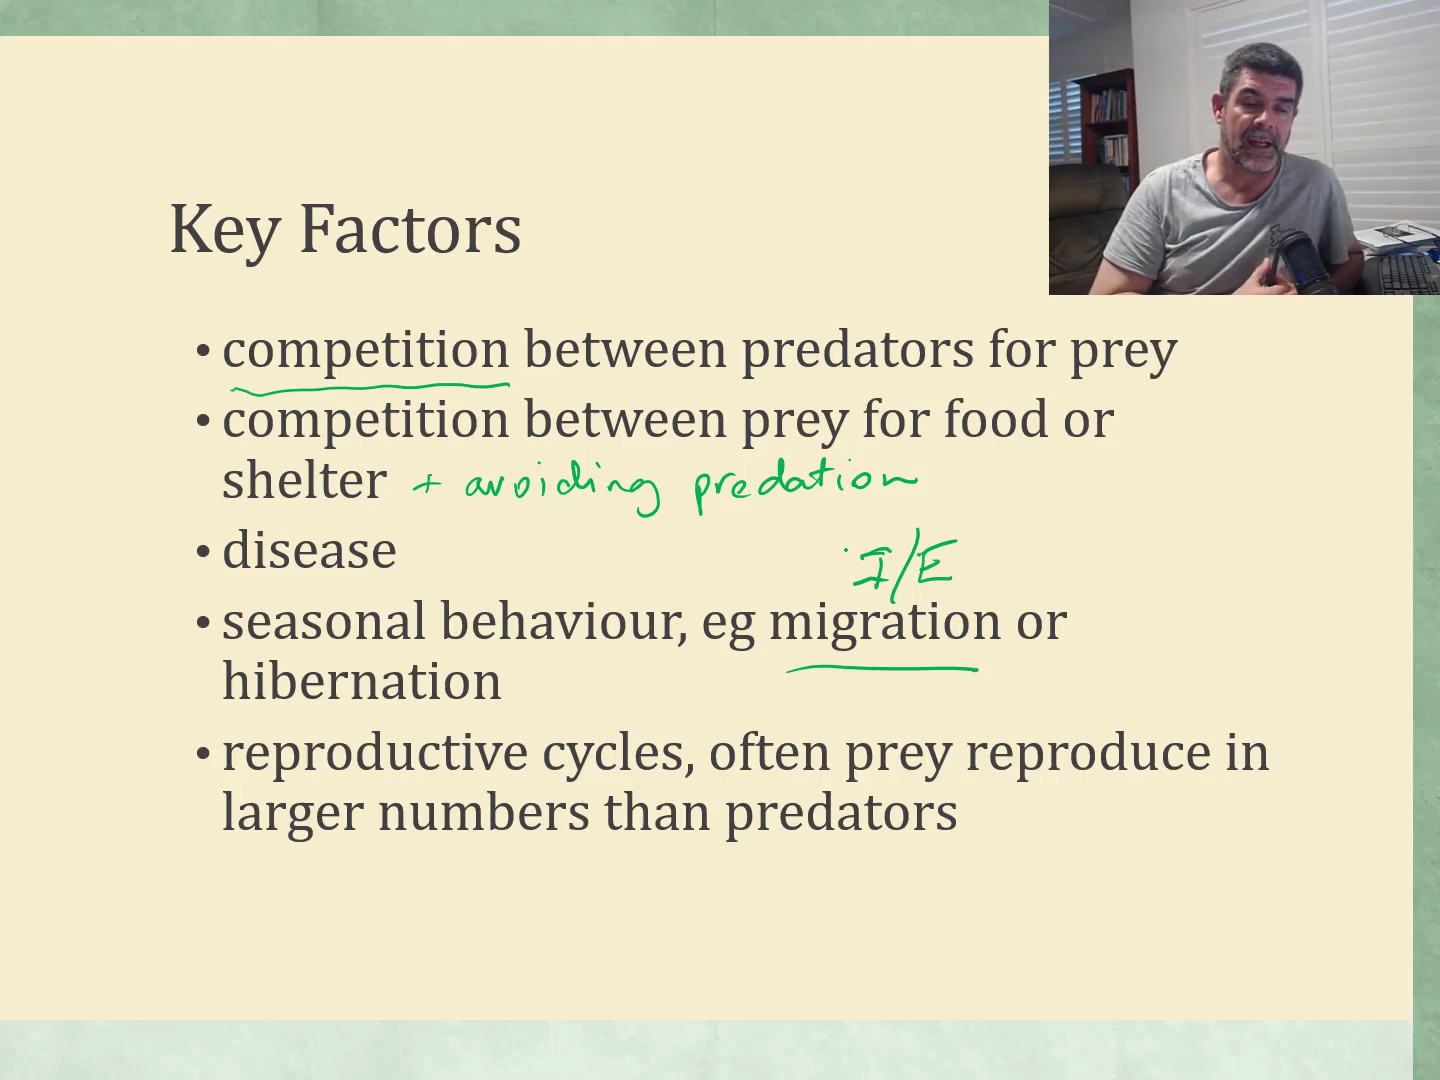 Key Factors
• competition between predators for prey
• competition between prey for food or
shelter + avoiding predation
• disease
I/E
• seasonal behaviour, eg migration or
hibernation
• reproductive cycles, often prey reproduce in
larger numbers than predators